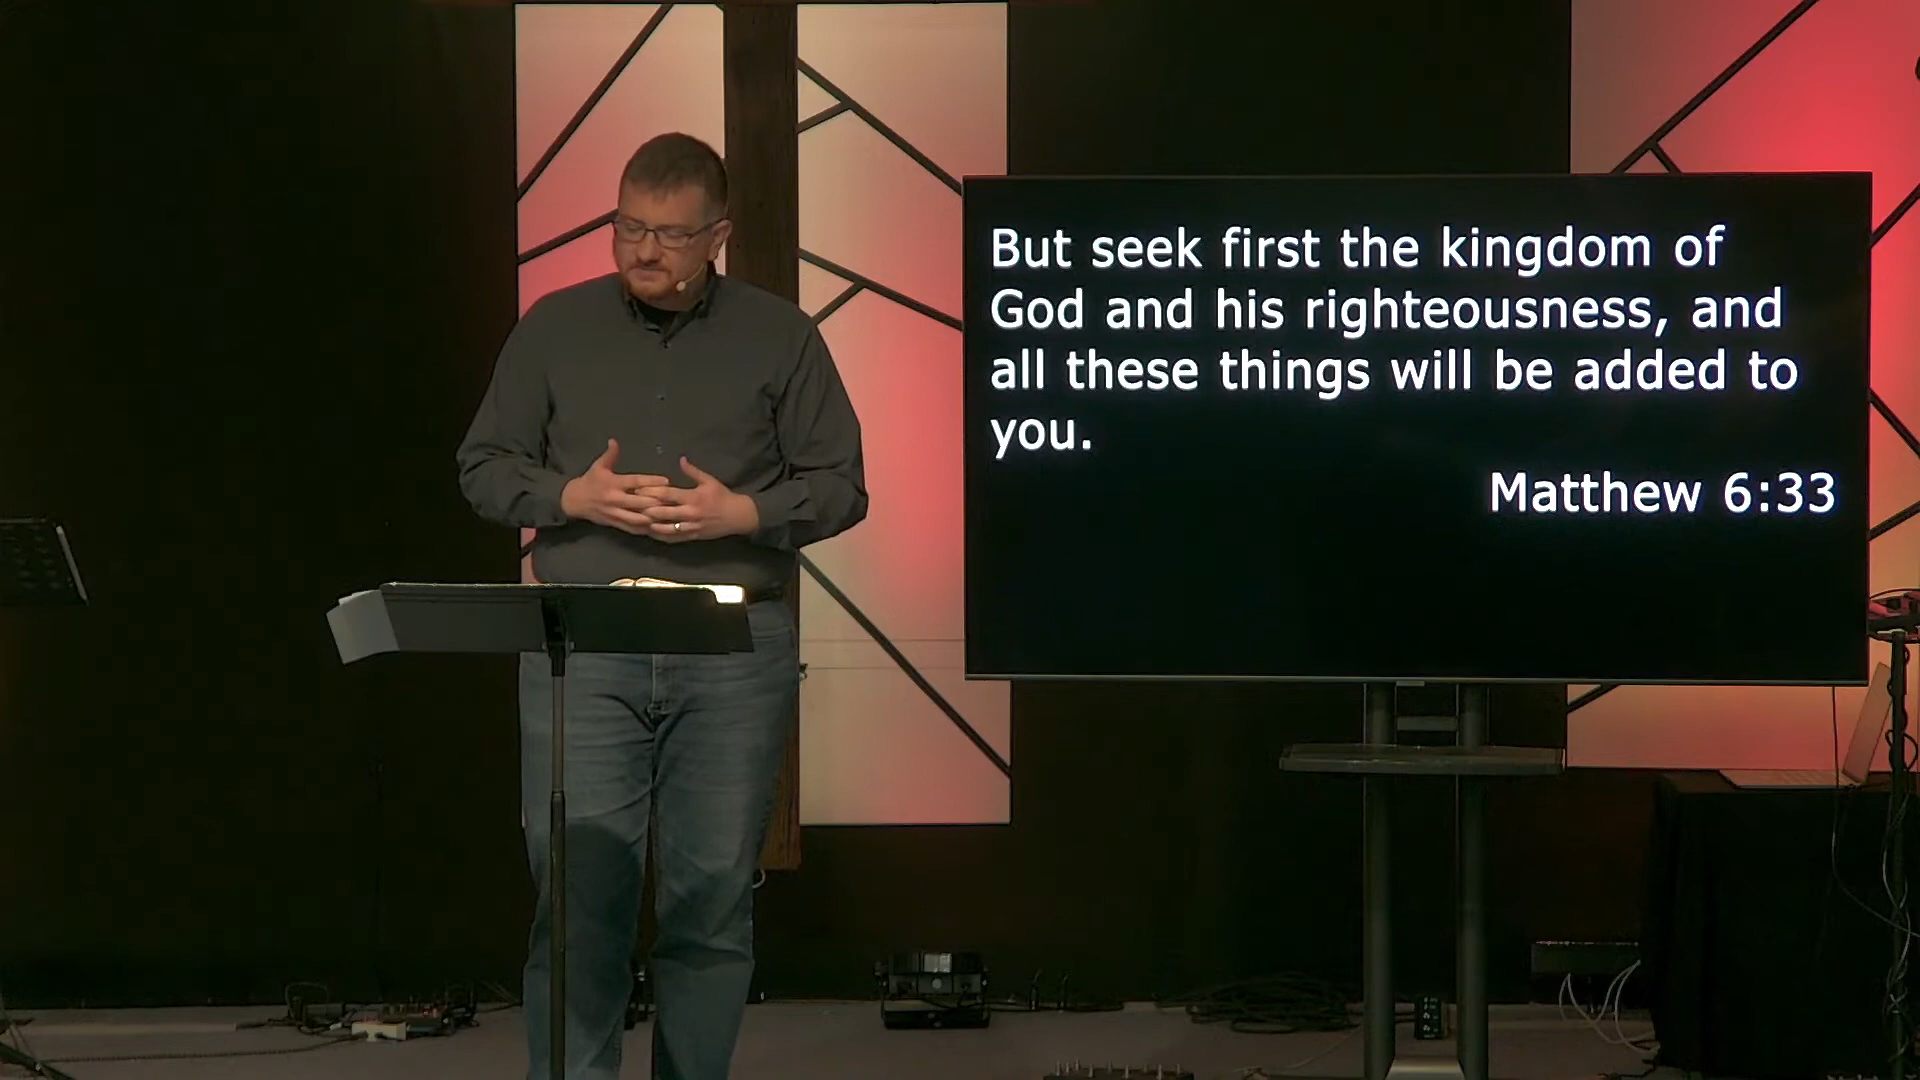 But seek first the kingdom of
God and his righteousness, and
all these things will be added to
you.
Matthew 6:33